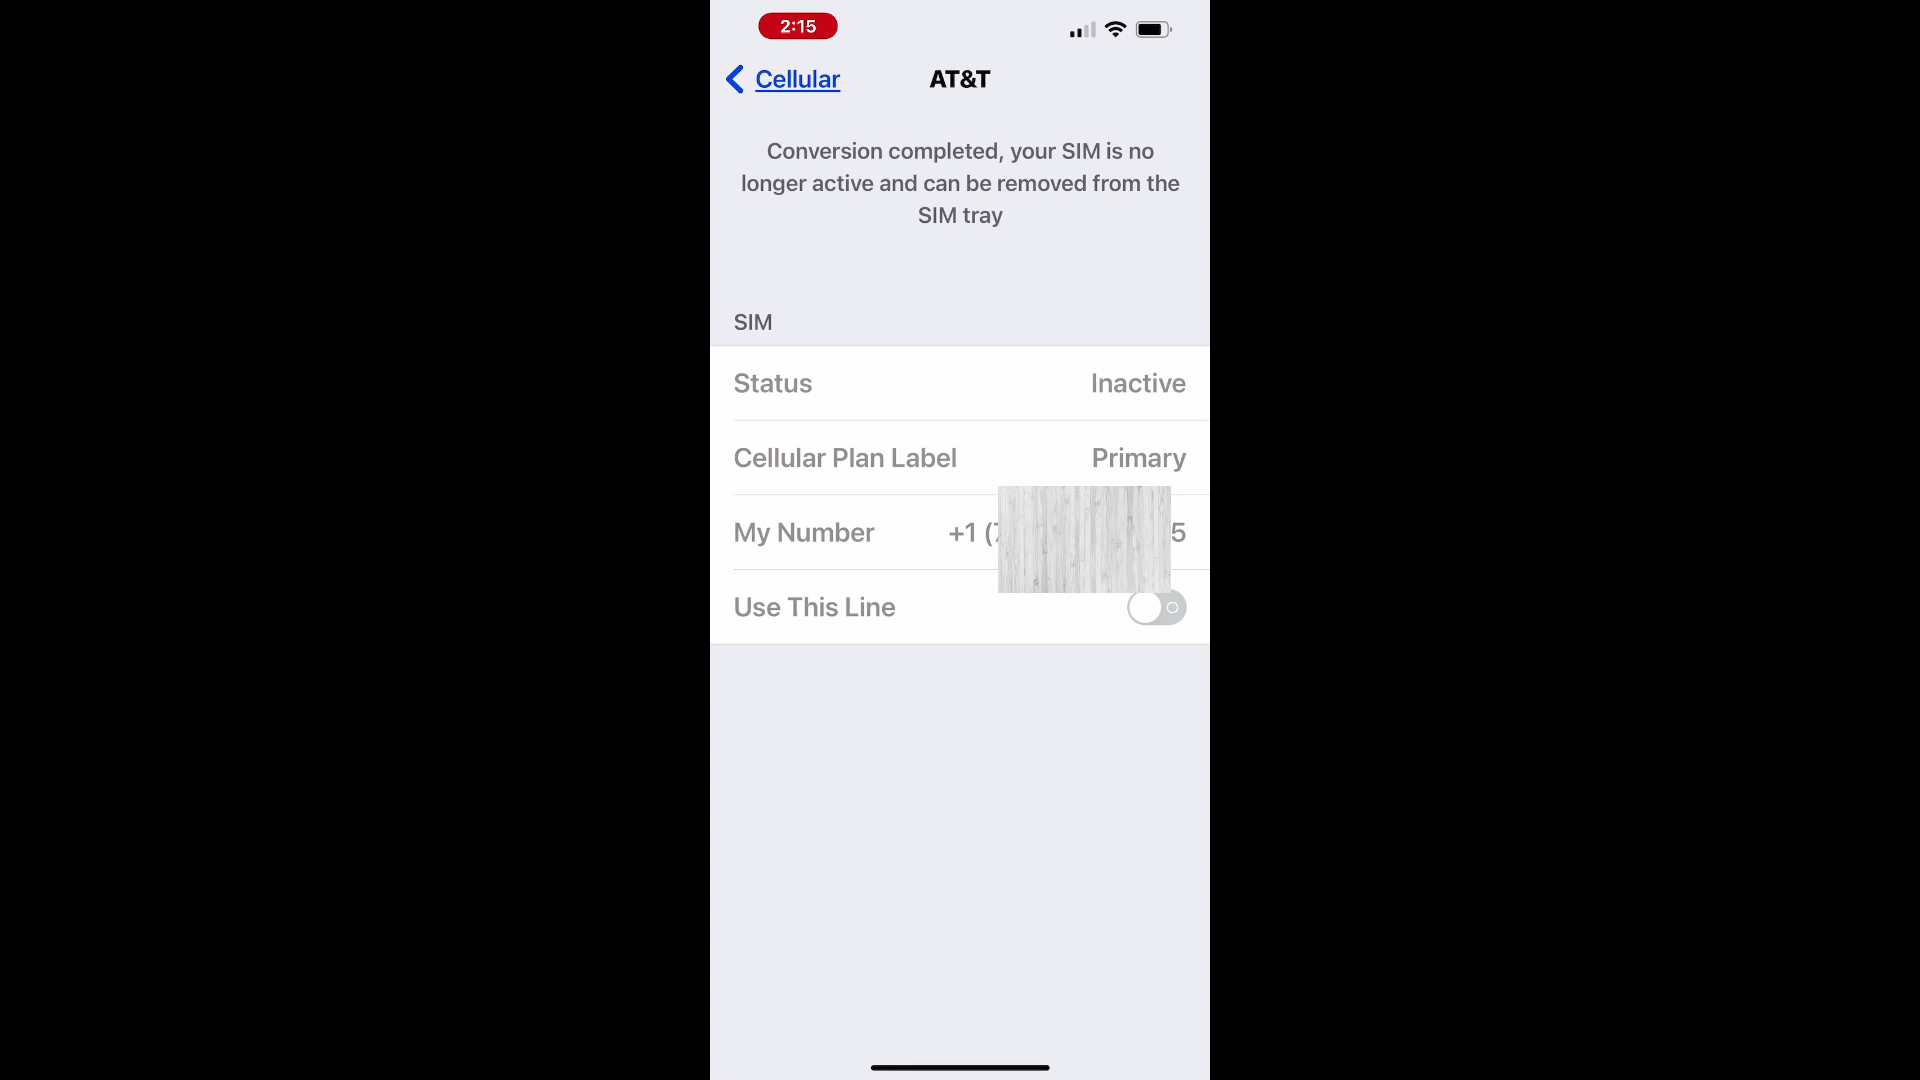 2:15
Cellular
AT&T
Conversion completed, your SIM is no
longer active and can be removed from the
SIM tray
SIM
Status Inactive
Cellular Plan Label Primary
My Number +1 (7 5
Use This Line